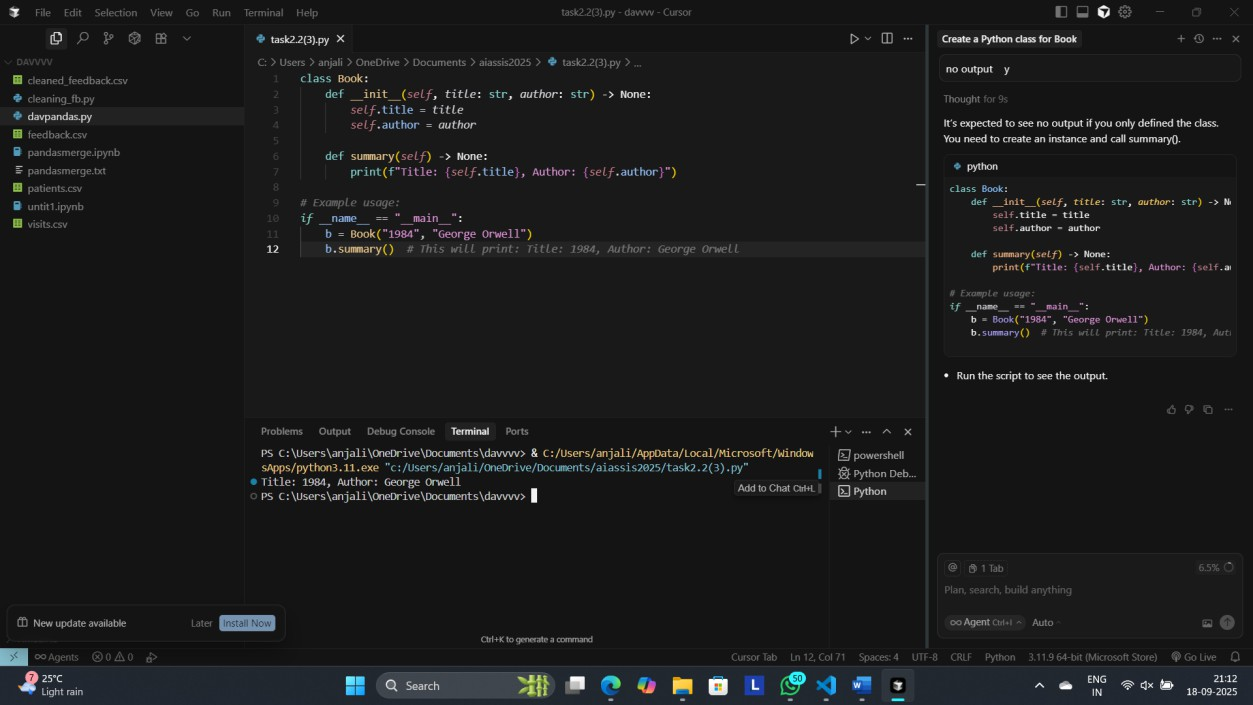 File Edit Selection View Go Run Terminal Help
task2.2(3).py - davvvv - Cursor
DAVVVV
cleaned_feedback.csv
cleaning_fb.py
davpandas.py
feedback.csv
pandasmerge.ipynb
pandasmerge.txt
patients.csv
untit1.ipynb
visits.csv
New update available Later Install Now
task2.2(3).py
C: > Users > anjali > OneDrive > Documents > aiassis2025 > task2.2(3).py > ...
1 class Book:
2 def __init__(self, title: str, author: str) -> None:
3 self.title = title
4 self.author = author
5
6 def summary(self) -> None:
7 print(f"Title: {self.title}, Author: {self.author}")
8
9 # Example usage:
10 if __name__ == "__main__":
11 b = Book("1984", "George Orwell")
12 b.summary() # This will print: Title: 1984, Author: George Orwell
Problems Output Debug Console Terminal Ports
PS C:\Users\anjali\OneDrive\Documents\davvvv> & C:/Users/anjali/AppData/Local/Microsoft/Window
sApps/python3.11.exe "c:/Users/anjali/OneDrive/Documents/aiassis2025/task2.2(3).py"
Title: 1984, Author: George Orwell
PS C:\Users\anjali\OneDrive\Documents\davvvv>
Add to Chat Ctrl+L
powershell
Python Deb...
Python
Ctrl+K to generate a command
Create a Python class for Book
no output y
Thought for 9s
It's expected to see no output if you only defined the class.
You need to create an instance and call summary().
python
class Book:
def __init__(self, title: str, author: str) -> N
self.title = title
self.author = author
def summary(self) -> None:
print(f"Title: {self.title}, Author: {self.au
# Example usage:
if __name__ == "__main__":
b = Book("1984", "George Orwell")
b.summary() # This will print: Title: 1984, Aut
• Run the script to see the output.
@ 1 Tab 6.5%
Plan, search, build anything
Agent Ctrl+I Auto
Agents 0 0
Cursor Tab Ln 12, Col 71 Spaces: 4 UTF-8 CRLF Python 3.11.9 64-bit (Microsoft Store) Go Live
7
25°C
Light rain
Search
L
50
W
ENG
IN
21:12
18-09-2025